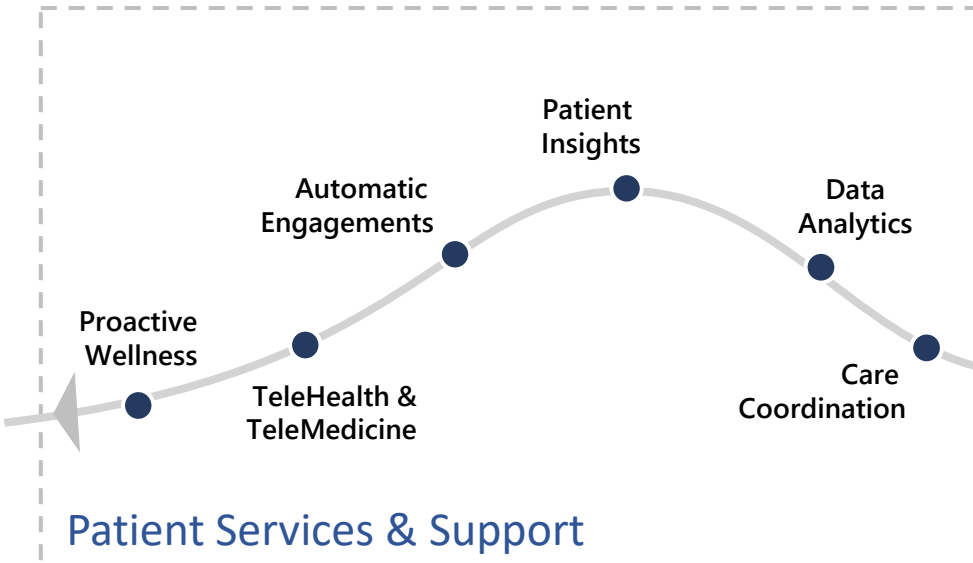 Patient
Insights
Automatic
Engagements
Data
Analytics
Proactive
Wellness
TeleHealth &
TeleMedicine
Care
Coordination
Patient Services & Support